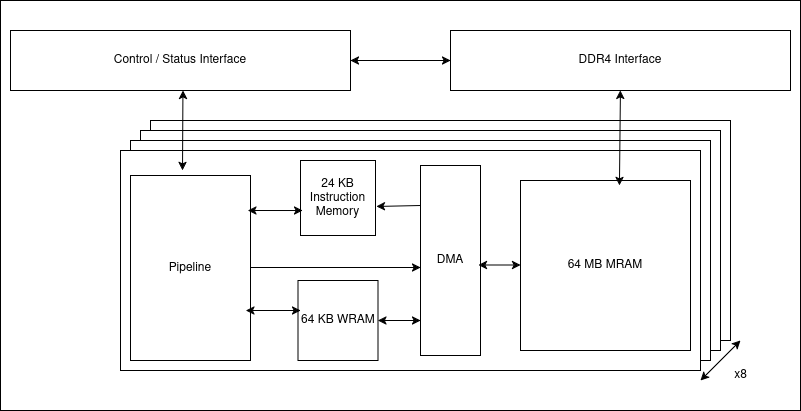 Control / Status Interface
DDR4 Interface
24 KB
Instruction
Memory
Pipeline
DMA
64 MB MRAM
64 KB WRAM
x8